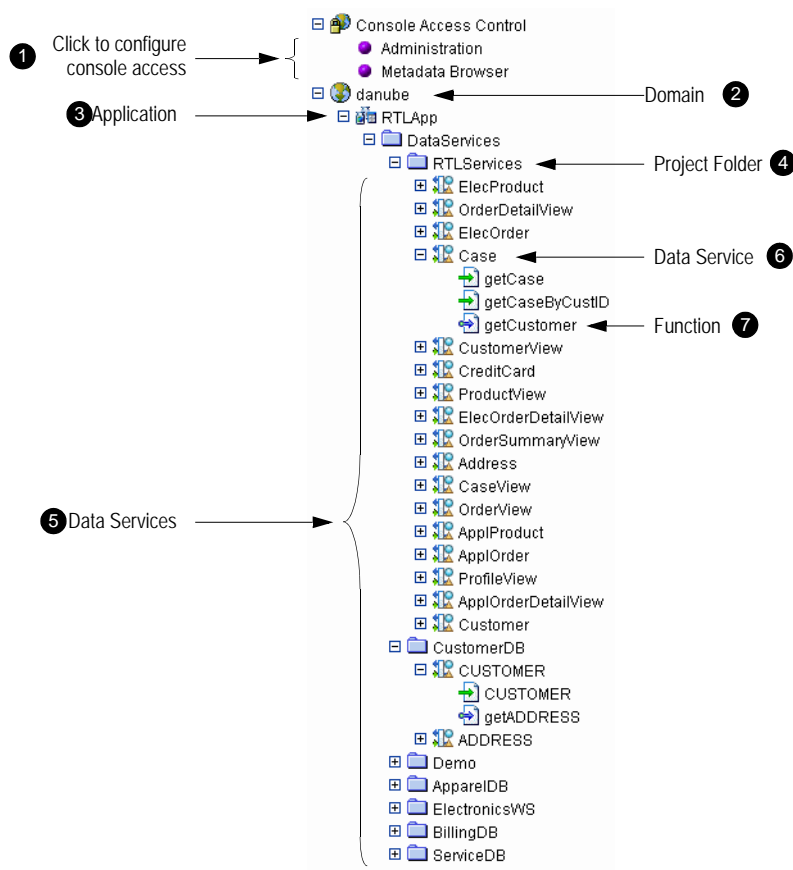 Console Access Control
1 Click to configure
console access
Administration
Metadata Browser
danube
Domain 2
3 Application
RTLApp
DataServices
RTLServices
Project Folder 4
ElecProduct
OrderDetailView
ElecOrder
Case
Data Service 6
getCase
getCaseByCustID
getCustomer
Function 7
CustomerView
CreditCard
ProductView
ElecOrderDetailView
OrderSummaryView
Address
CaseView
OrderView
5 Data Services
ApplProduct
ApplOrder
ProfileView
ApplOrderDetailView
Customer
CustomerDB
CUSTOMER
CUSTOMER
getADDRESS
ADDRESS
Demo
ApparelDB
ElectronicsWS
BillingDB
ServiceDB